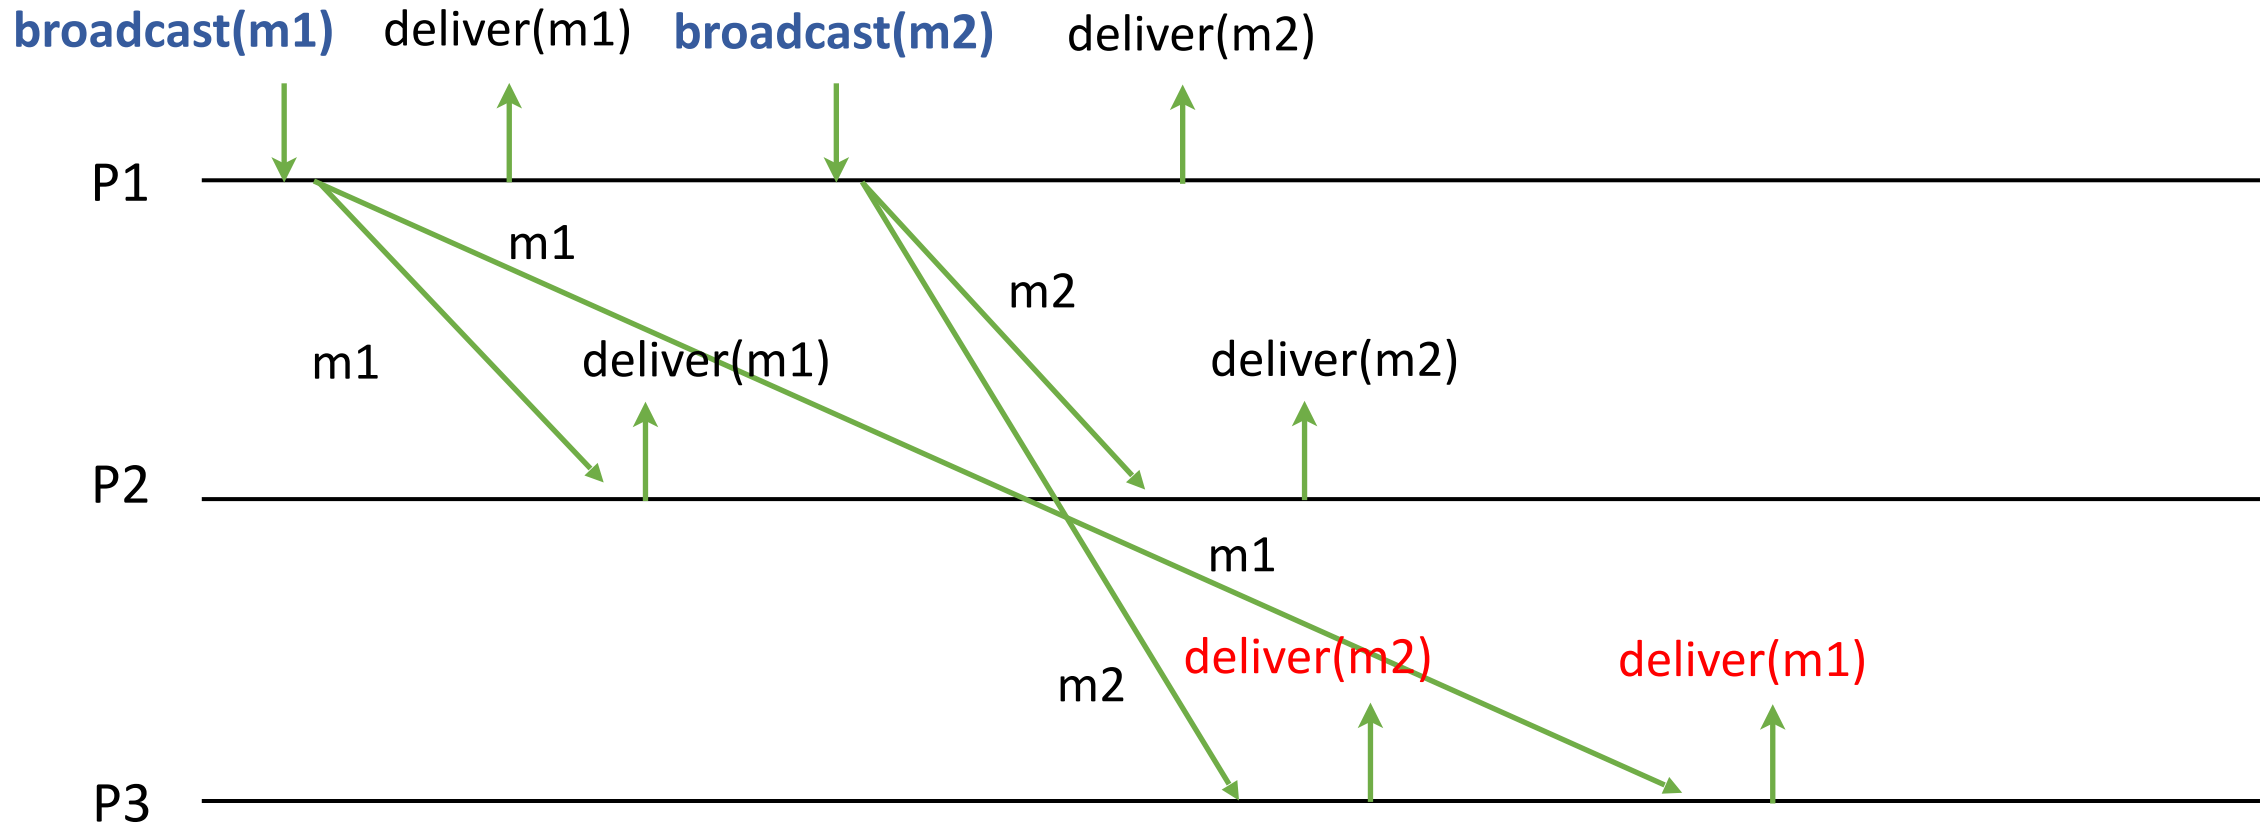 broadcast(m1) deliver(m1) broadcast(m2) deliver(m2)
P1
m1
m2
m1
deliver(m1)
deliver(m2)
P2
m1
deliver(m2)
deliver(m1)
m2
P3